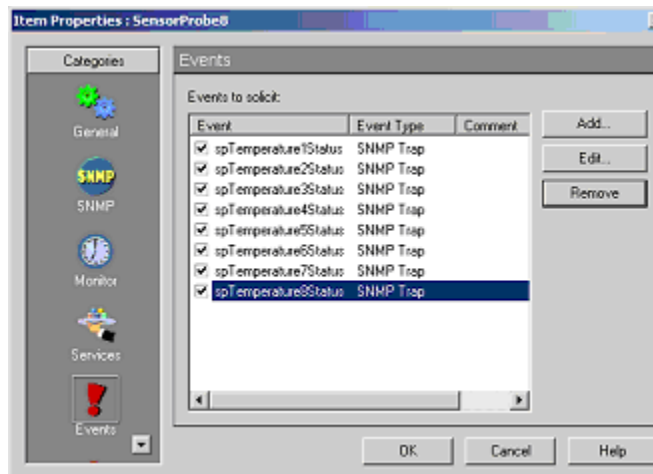 Item Properties : SensorProbe8
Categories
General
SNMP
SNMP
Monitor
Services
Events
Events
Events to solicit:
Event Event Type Comment
spTemperature1Status SNMP Trap
spTemperature2Status SNMP Trap
spTemperature3Status SNMP Trap
spTemperature4Status SNMP Trap
spTemperature5Status SNMP Trap
spTemperature6Status SNMP Trap
spTemperature7Status SNMP Trap
spTemperature8Status SNMP Trap
Add...
Edit...
Remove
OK Cancel Help